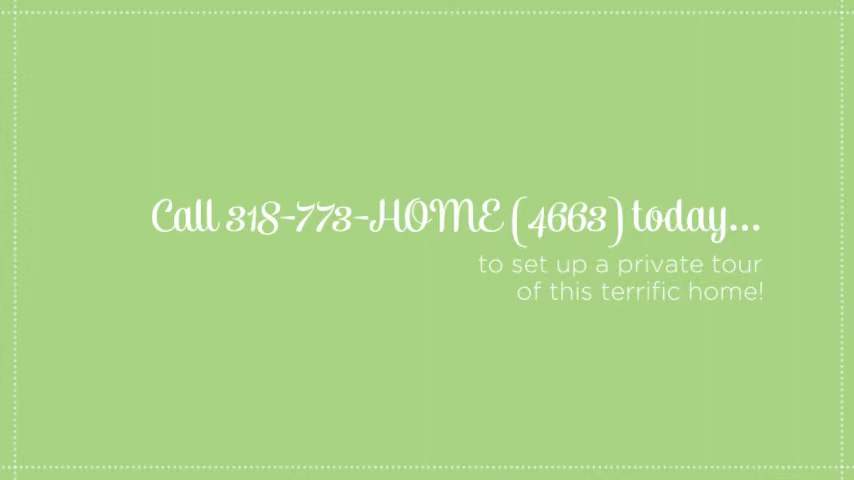 Call 318-773-HOME (4663) today...
to set up a private tour
of this terrific home!